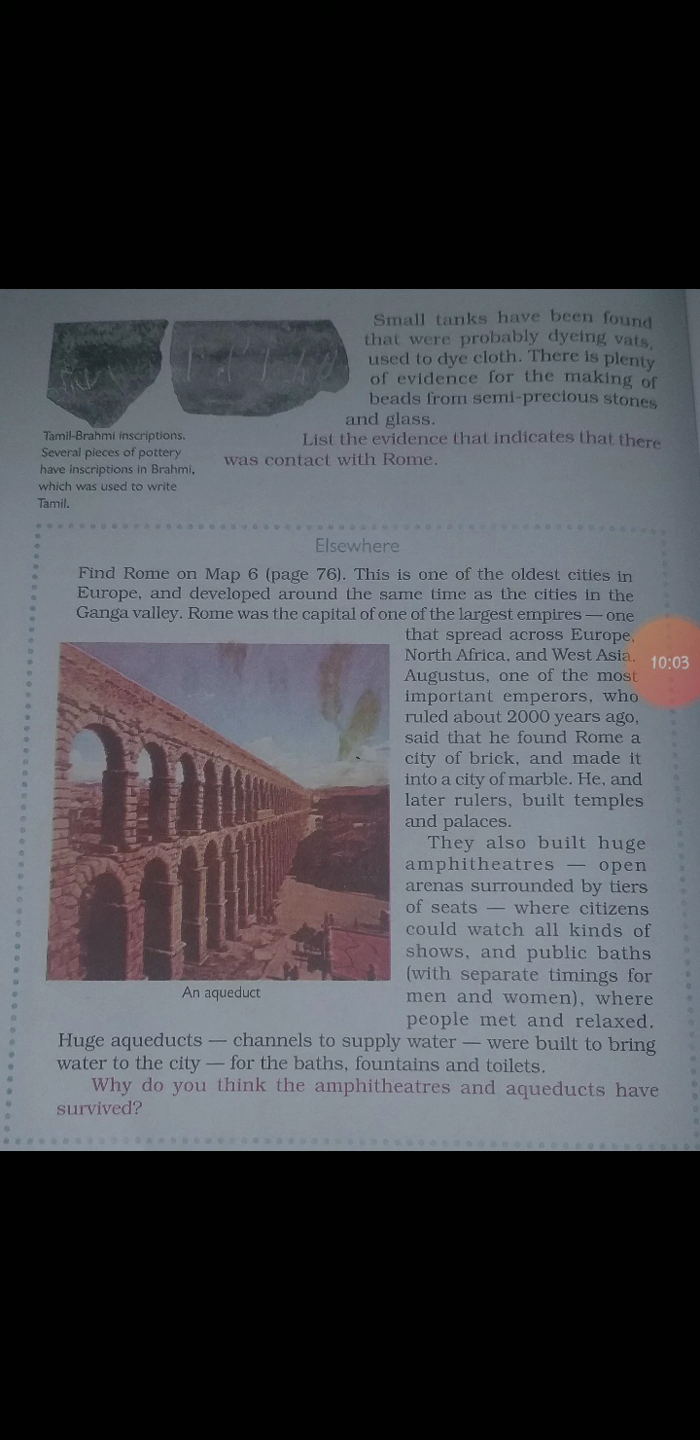 Small tanks have been found
that were probably dyeing vats,
used to dye cloth. There is plenty
of evidence for the making of
beads from semi-precious stones
and glass.
List the evidence that indicates that there
was contact with Rome.
Tamil-Brahmi inscriptions.
Several pieces of pottery
have inscriptions in Brahmi,
which was used to write
Tamil.
Elsewhere
Find Rome on Map 6 (page 76). This is one of the oldest cities in
Europe, and developed around the same time as the cities in the
Ganga valley. Rome was the capital of one of the largest empires — one
that spread across Europe,
North Africa, and West Asia.
Augustus, one of the most
important emperors, who
ruled about 2000 years ago,
said that he found Rome a
city of brick, and made it
into a city of marble. He, and
later rulers, built temples
and palaces.
They also built huge
amphitheatres — open
arenas surrounded by tiers
of seats — where citizens
could watch all kinds of
shows, and public baths
(with separate timings for
men and women), where
people met and relaxed.
Huge aqueducts — channels to supply water — were built to bring
water to the city — for the baths, fountains and toilets.
Why do you think the amphitheatres and aqueducts have
survived?
An aqueduct
10:03